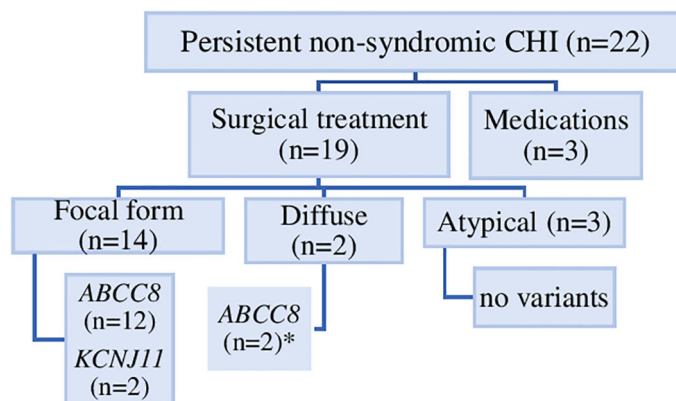 Persistent non-syndromic CHI (n=22)
Surgical treatment
(n=19)
Medications
(n=3)
Focal form
(n=14)
Diffuse
(n=2)
Atypical (n=3)
ABCC8
(n=12)
KCNJ11
(n=2)
ABCC8
(n=2)*
no variants